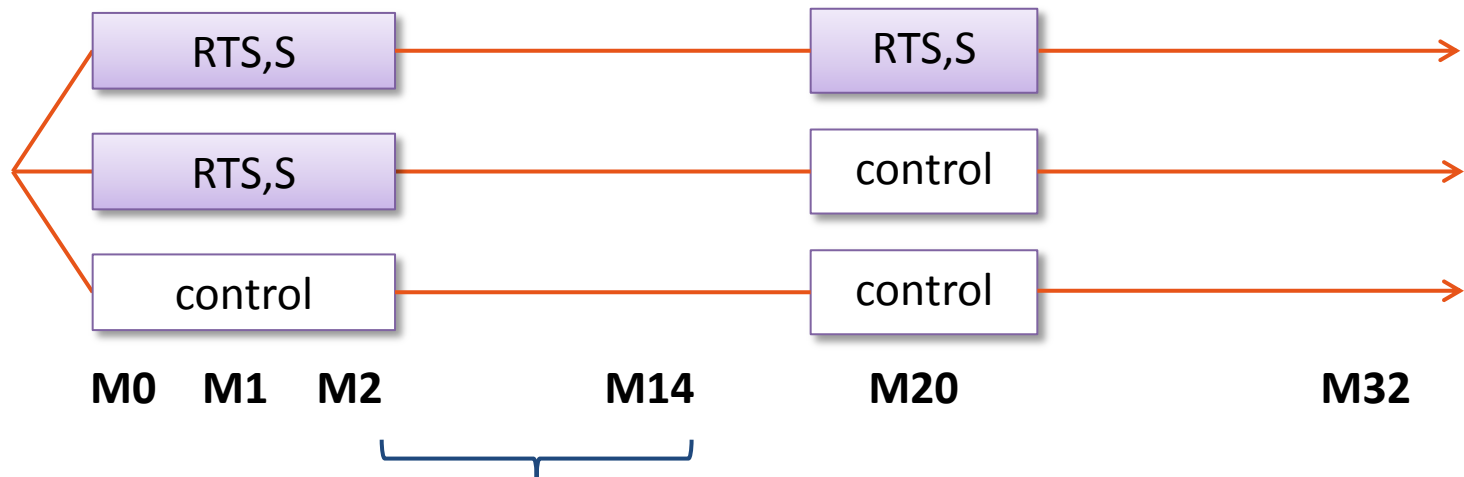 RTS,S RTS,S
RTS,S control
control control
M0 M1 M2 M14 M20 M32